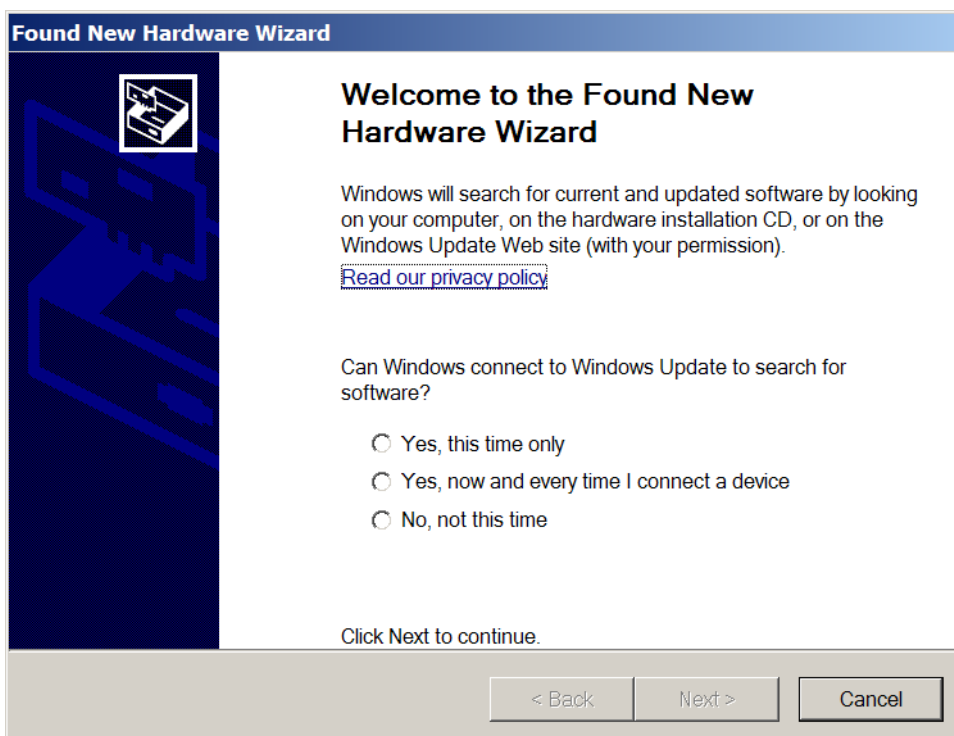 Found New Hardware Wizard
Welcome to the Found New
Hardware Wizard
Windows will search for current and updated software by looking
on your computer, on the hardware installation CD, or on the
Windows Update Web site (with your permission).
Read our privacy policy
Can Windows connect to Windows Update to search for
software?
Yes, this time only
Yes, now and every time I connect a device
No, not this time
Click Next to continue.
< Back Next > Cancel